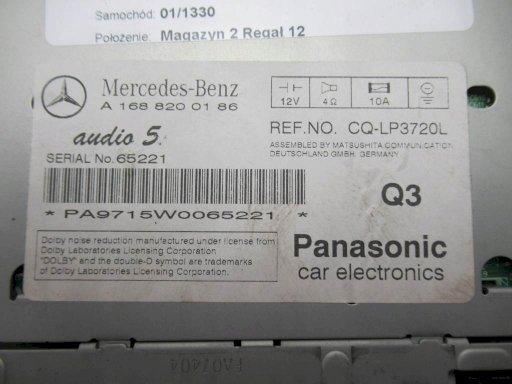 Samochód: 01/1330
Położenie: Magazyn 2 Regał 12
Mercedes-Benz
A 168 820 01 86
12V 4Ω 10A
audio 5.
REF.NO. CQ-LP3720L
SERIAL No. 65221
ASSEMBLED BY MATSUSHITA COMMUNICATION
DEUTSCHLAND GMBH. GERMANY
* PA9715W0065221 *
Q3
Dolby noise reduction manufactured under license from
Dolby Laboratories Licensing Corporation
"DOLBY" and the double-D symbol are trademarks
of Dolby Laboratories Licensing Corporation
Panasonic
car electronics